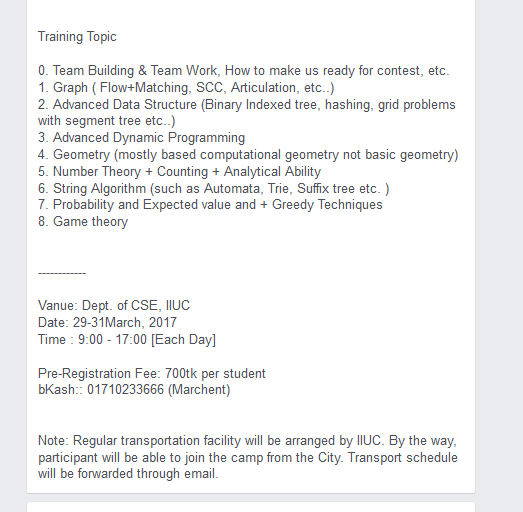 Training Topic
0. Team Building & Team Work, How to make us ready for contest, etc.
1. Graph ( Flow+Matching, SCC, Articulation, etc..)
2. Advanced Data Structure (Binary Indexed tree, hashing, grid problems
with segment tree etc..)
3. Advanced Dynamic Programming
4. Geometry (mostly based computational geometry not basic geometry)
5. Number Theory + Counting + Analytical Ability
6. String Algorithm (such as Automata, Trie, Suffix tree etc. )
7. Probability and Expected value and + Greedy Techniques
8. Game theory
------------
Vanue: Dept. of CSE, IIUC
Date: 29-31March, 2017
Time : 9:00 - 17:00 [Each Day]
Pre-Registration Fee: 700tk per student
bKash:: 01710233666 (Marchent)
Note: Regular transportation facility will be arranged by IIUC. By the way,
participant will be able to join the camp from the City. Transport schedule
will be forwarded through email.